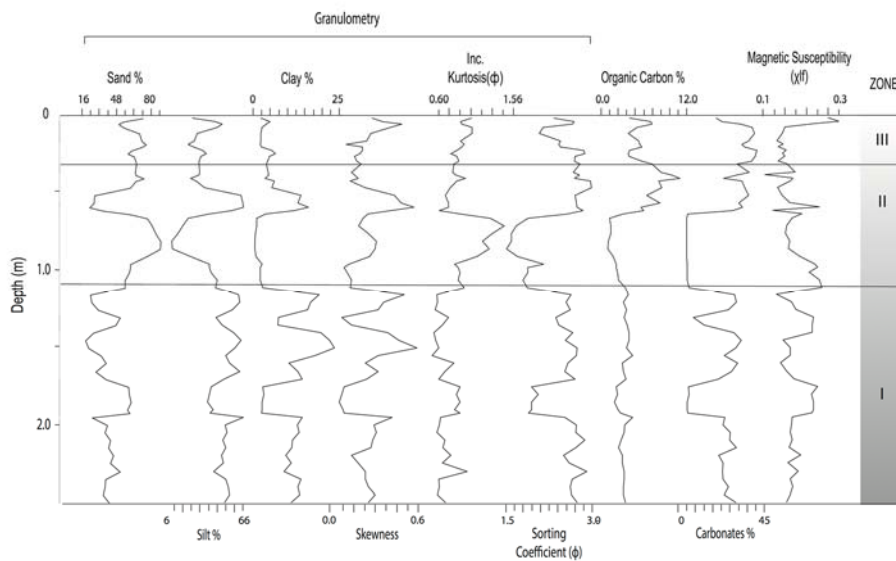 Granulometry
Sand %
Clay %
Inc.
Kurtosis(ϕ)
Organic Carbon %
Magnetic Susceptibility
(χlf)
ZONE
16 48 80 0 25 0.60 1.56 0.0 12.0 0.1 0.3
0
III
II
1.0
Depth (m)
I
2.0
6 66 0.0 0.6 1.5 3.9 0 45
Silt %
Skewness
Sorting
Coefficient (ϕ)
Carbonates %